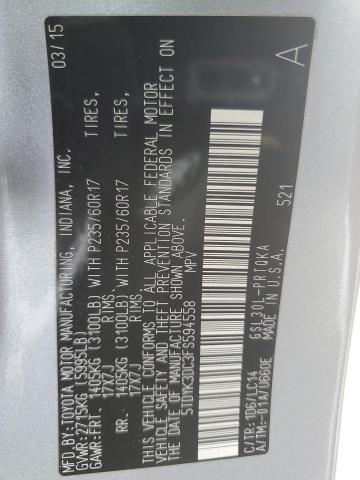 MFD.BY:TOYOTA MOTOR MANUFACTURING, INDIANA, INC. 03/15
GVWR:2715KG (5995LB)
GAWR:FRT. 1405KG (3100LB) WITH P235/60R17 TIRES,
17X7J RIMS
RR. 1405KG (3100LB) WITH P235/60R17 TIRES,
17X7J RIMS
THIS VEHICLE CONFORMS TO ALL APPLICABLE FEDERAL MOTOR
VEHICLE SAFETY AND THEFT PREVENTION STANDARDS IN EFFECT ON
THE DATE OF MANUFACTURE SHOWN ABOVE.
5TDYK3DC3FS594558 MPV
C/TR:1D6/LC14 GSL30L-PRTQKA
A/TM:-01A/U660E MADE IN U.S.A.
521
A